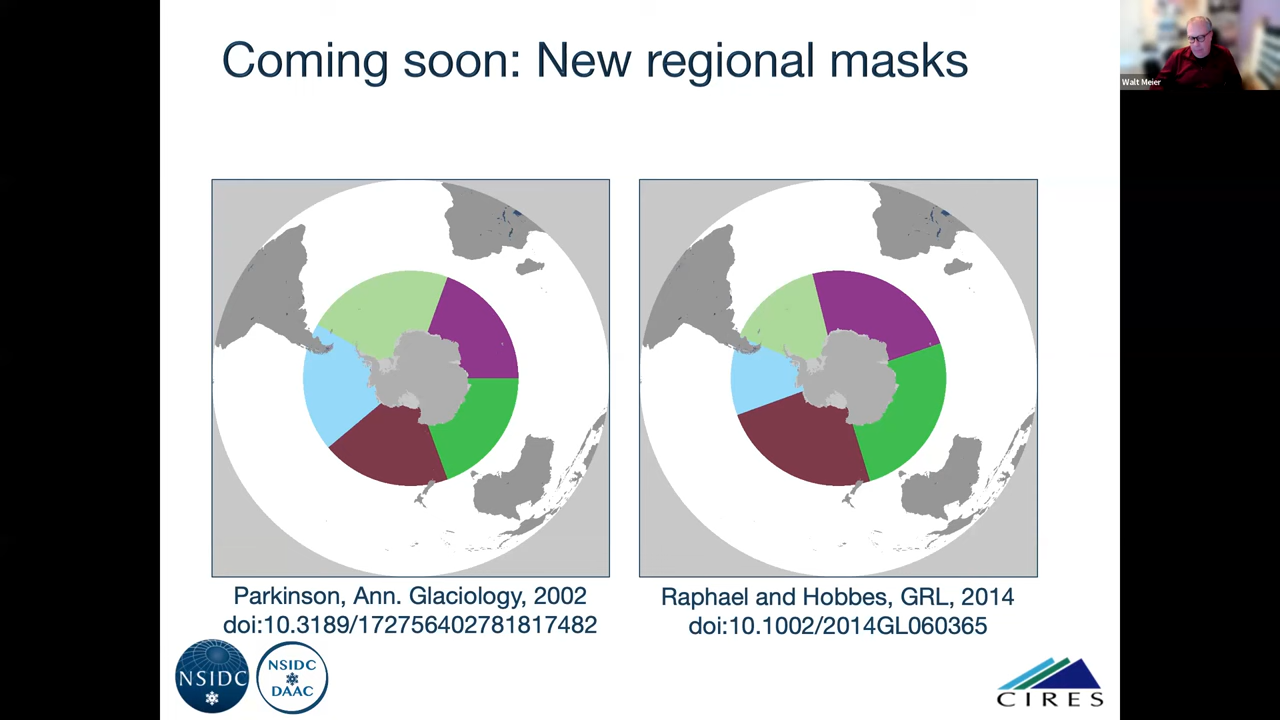 Coming soon: New regional masks
Walt Meier
Parkinson, Ann. Glaciology, 2002
doi:10.3189/172756402781817482
Raphael and Hobbes, GRL, 2014
doi:10.1002/2014GL060365
NSIDC
NSIDC
DAAC
CIRES